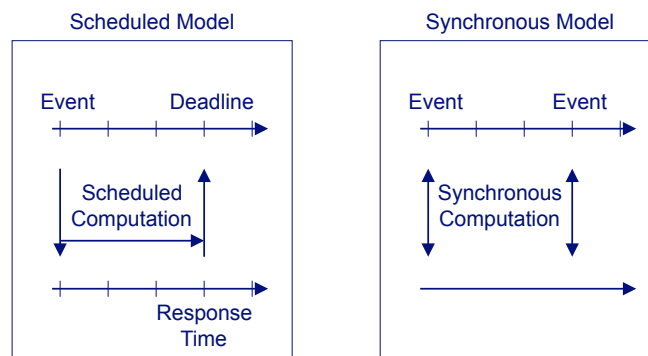 Scheduled Model
Event
Deadline
Scheduled
Computation
Response
Time
Synchronous Model
Event
Event
Synchronous
Computation